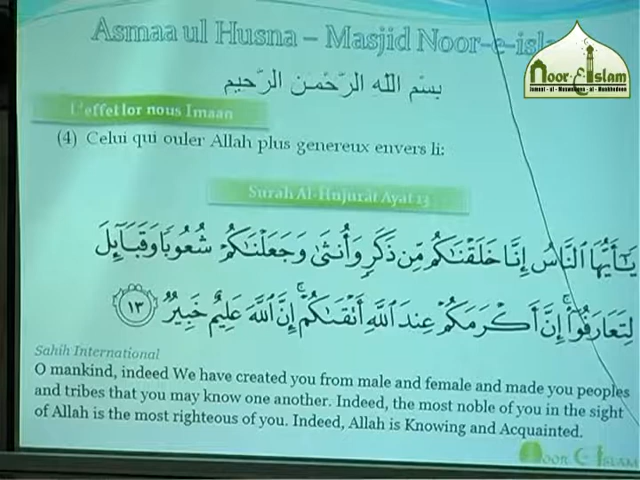 Asmaa ul Husna – Masjid Noor-e-isla
Noor-E-Islam
بِسْمِ اللهِ الرَّحْمٰنِ الرَّحِيْمِ
L'effet lor nous Imaan
(4) Celui qui ouler Allah plus genereux envers li:
Surah Al-Hujurāt Ayat 13
يَـٰٓأَيُّهَا ٱلنَّاسُ إِنَّا خَلَقْنَـٰكُم مِّن ذَكَرٍ وَأُنثَىٰ وَجَعَلْنَـٰكُمْ شُعُوبًا وَقَبَآئِلَ
لِتَعَارَفُوٓا۟ ۚ إِنَّ أَكْرَمَكُمْ عِندَ ٱللَّهِ أَتْقَىٰكُمْ ۚ إِنَّ ٱللَّهَ عَلِيمٌ خَبِيرٌ ١٣
Sahih International
O mankind, indeed We have created you from male and female and made you peoples
and tribes that you may know one another. Indeed, the most noble of you in the sight
of Allah is the most righteous of you. Indeed, Allah is Knowing and Acquainted.
Noor E Islam